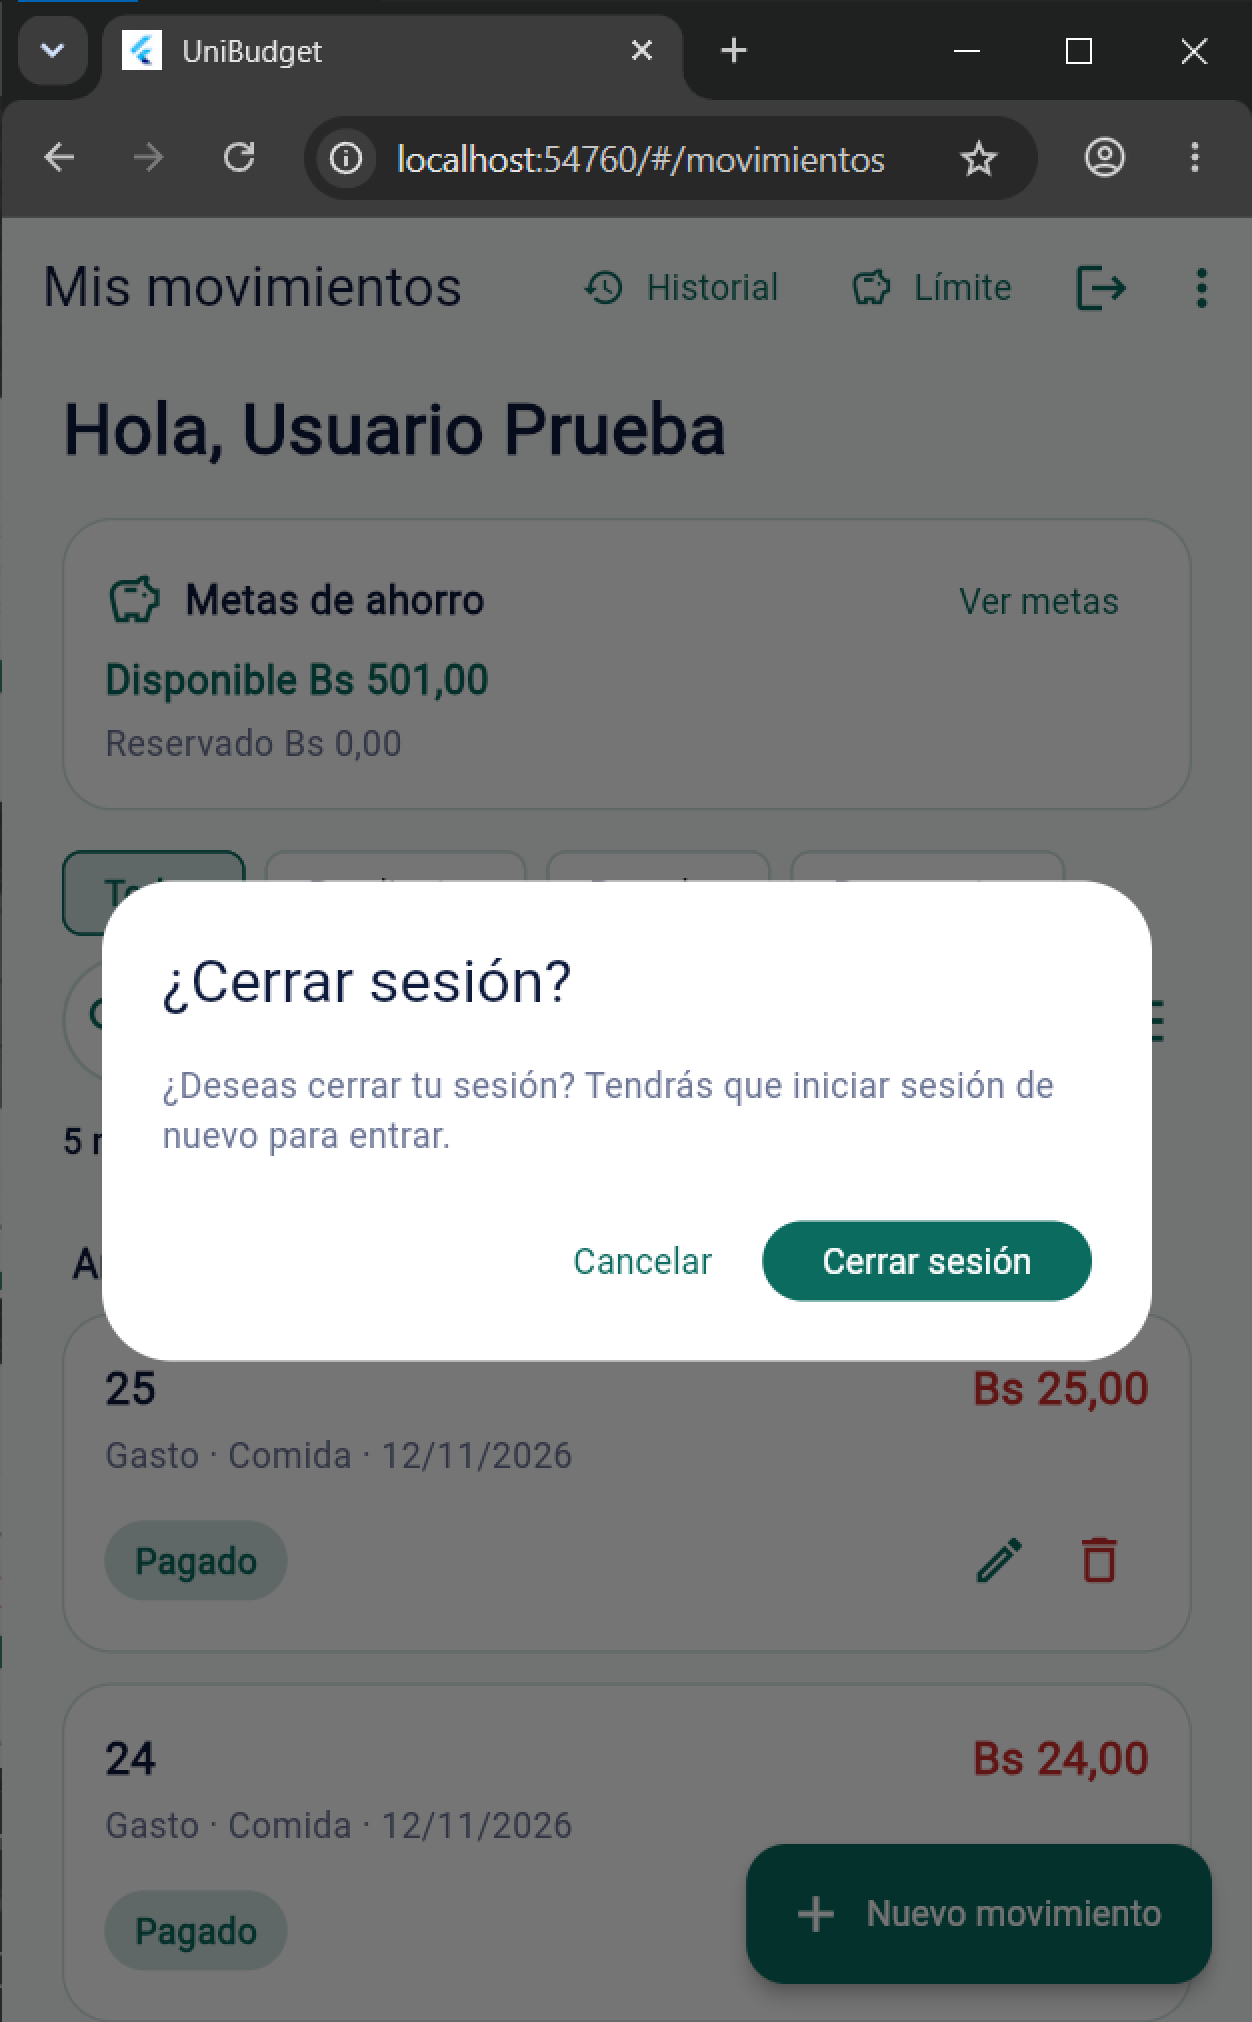 UniBudget
localhost:54760/#/movimientos
Mis movimientos
Historial
Límite
Hola, Usuario Prueba
Metas de ahorro
Ver metas
Disponible Bs 501,00
Reservado Bs 0,00
¿Cerrar sesión?
¿Deseas cerrar tu sesión? Tendrás que iniciar sesión de
nuevo para entrar.
5
Cancelar
Cerrar sesión
25
Bs 25,00
Gasto · Comida · 12/11/2026
Pagado
24
Bs 24,00
Gasto · Comida · 12/11/2026
Pagado
Nuevo movimiento